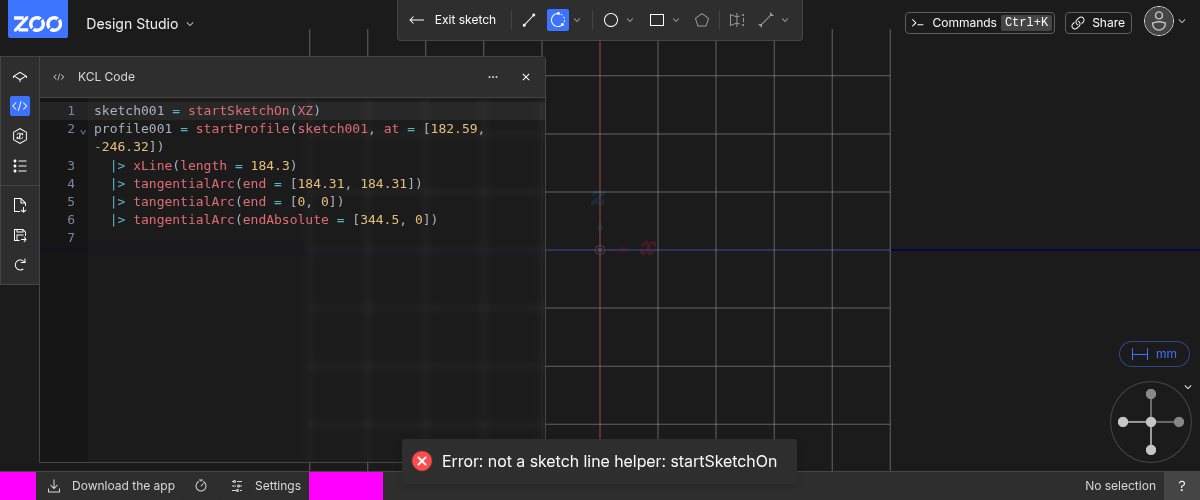 ZOO
Design Studio
Exit sketch
Commands Ctrl+K
Share
KCL Code
1 sketch001 = startSketchOn(XZ)
2 profile001 = startProfile(sketch001, at = [182.59,
-246.32])
3 |> xLine(length = 184.3)
4 |> tangentialArc(end = [184.31, 184.31])
5 |> tangentialArc(end = [0, 0])
6 |> tangentialArc(endAbsolute = [344.5, 0])
7
z
x
mm
Error: not a sketch line helper: startSketchOn
Download the app
Settings
No selection
?